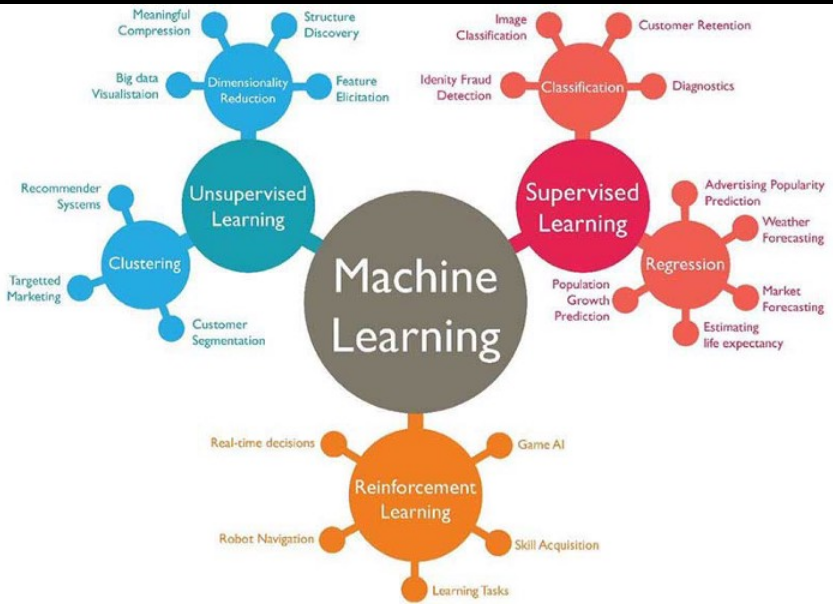 Meaningful
Compression
Structure
Discovery
Big data
Visualistaion
Dimensionality
Reduction
Feature
Elicitation
Unsupervised
Learning
Recommender
Systems
Clustering
Targetted
Marketing
Customer
Segmentation
Machine
Learning
Image
Classification
Customer Retention
Idenity Fraud
Detection
Classification
Diagnostics
Supervised
Learning
Advertising Popularity
Prediction
Weather
Forecasting
Regression
Population
Growth
Prediction
Market
Forecasting
Estimating
life expectancy
Real-time decisions
Game AI
Reinforcement
Learning
Robot Navigation
Skill Acquisition
Learning Tasks